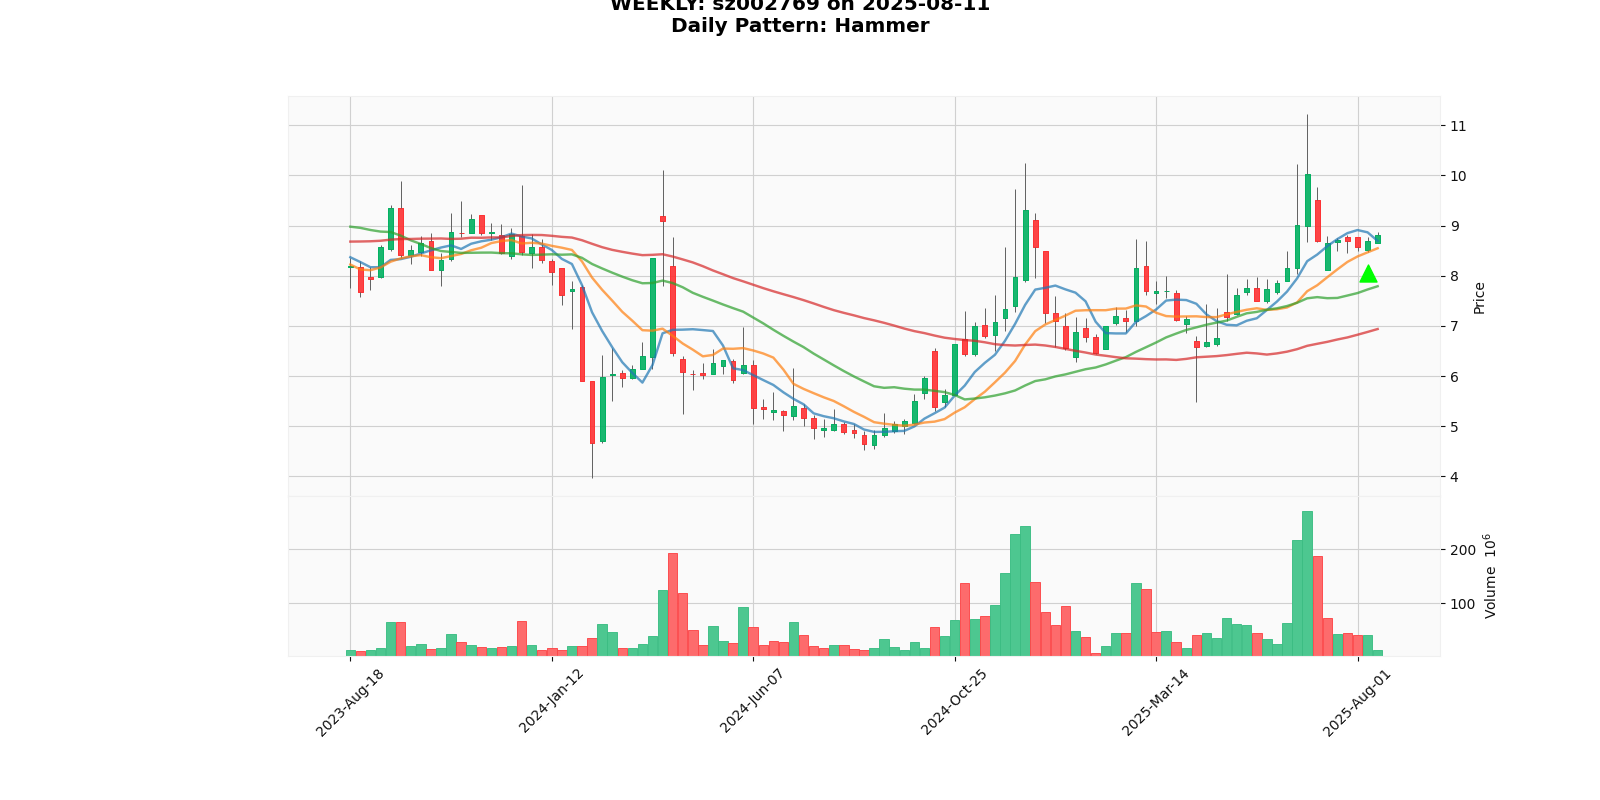 WEEKLY: sz002769 on 2025-08-11
Daily Pattern: Hammer
11
10
9
8
7
6
5
4
Price
200
100
Volume 10^6
2023-Aug-18
2024-Jan-12
2024-Jun-07
2024-Oct-25
2025-Mar-14
2025-Aug-01